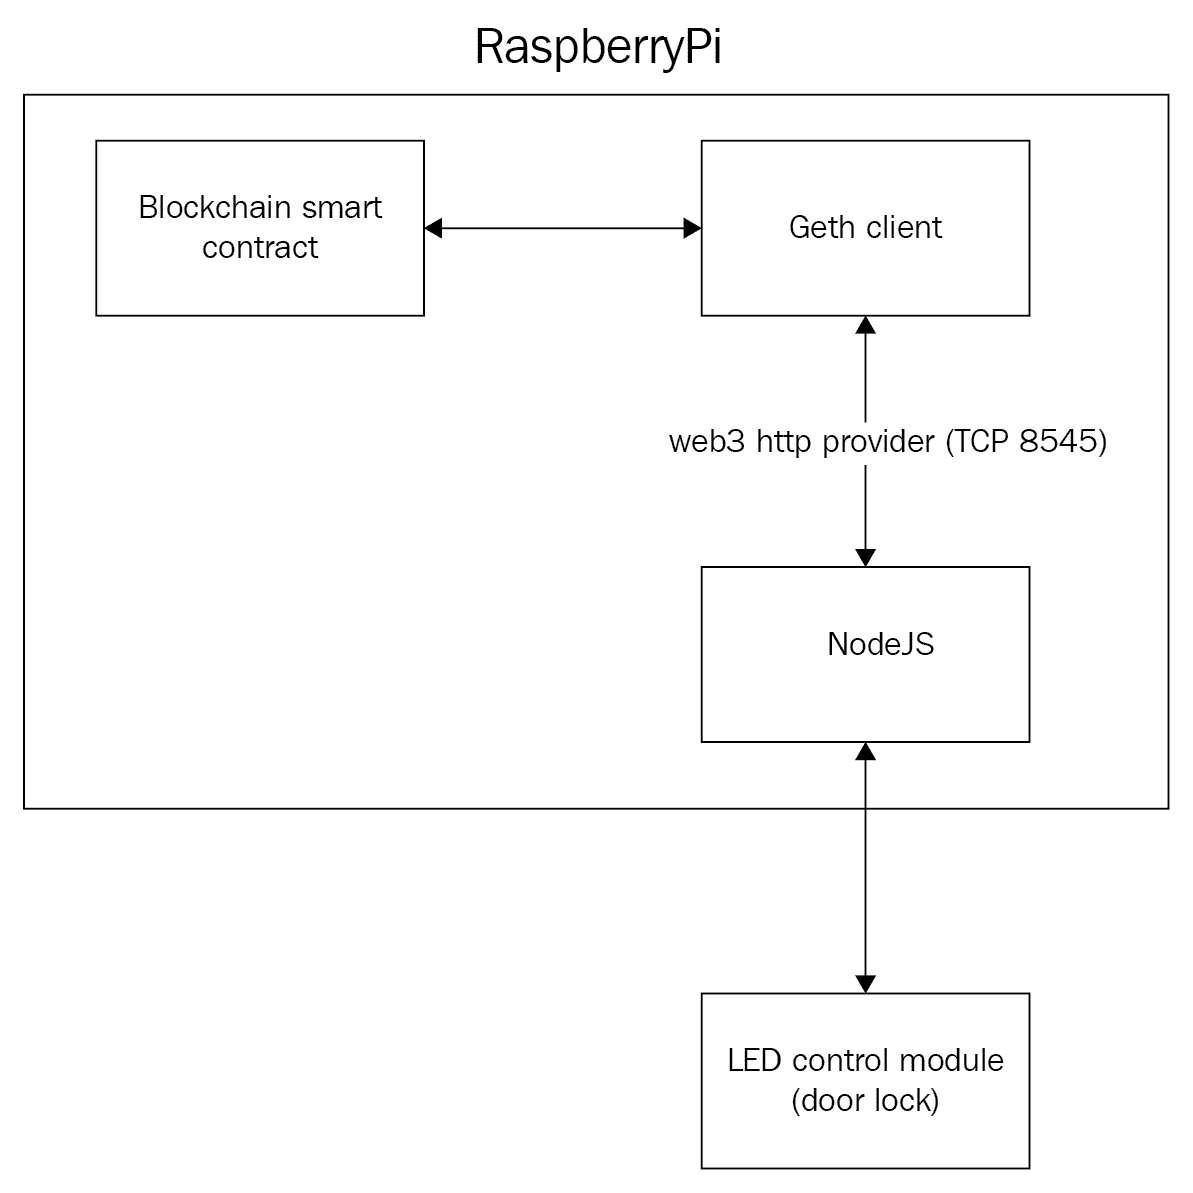 RaspberryPi
Blockchain smart
contract
Geth client
web3 http provider (TCP 8545)
NodeJS
LED control module
(door lock)